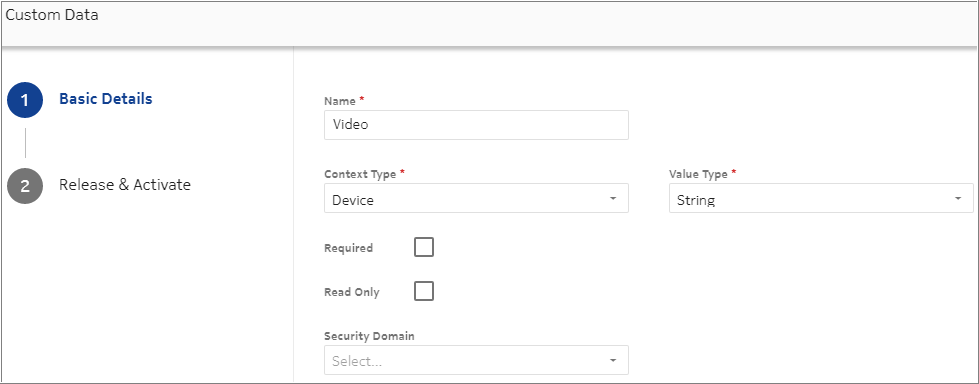 Custom Data
1 Basic Details
2 Release & Activate
Name *
Video
Context Type * Value Type *
Device String
Required
Read Only
Security Domain
Select...